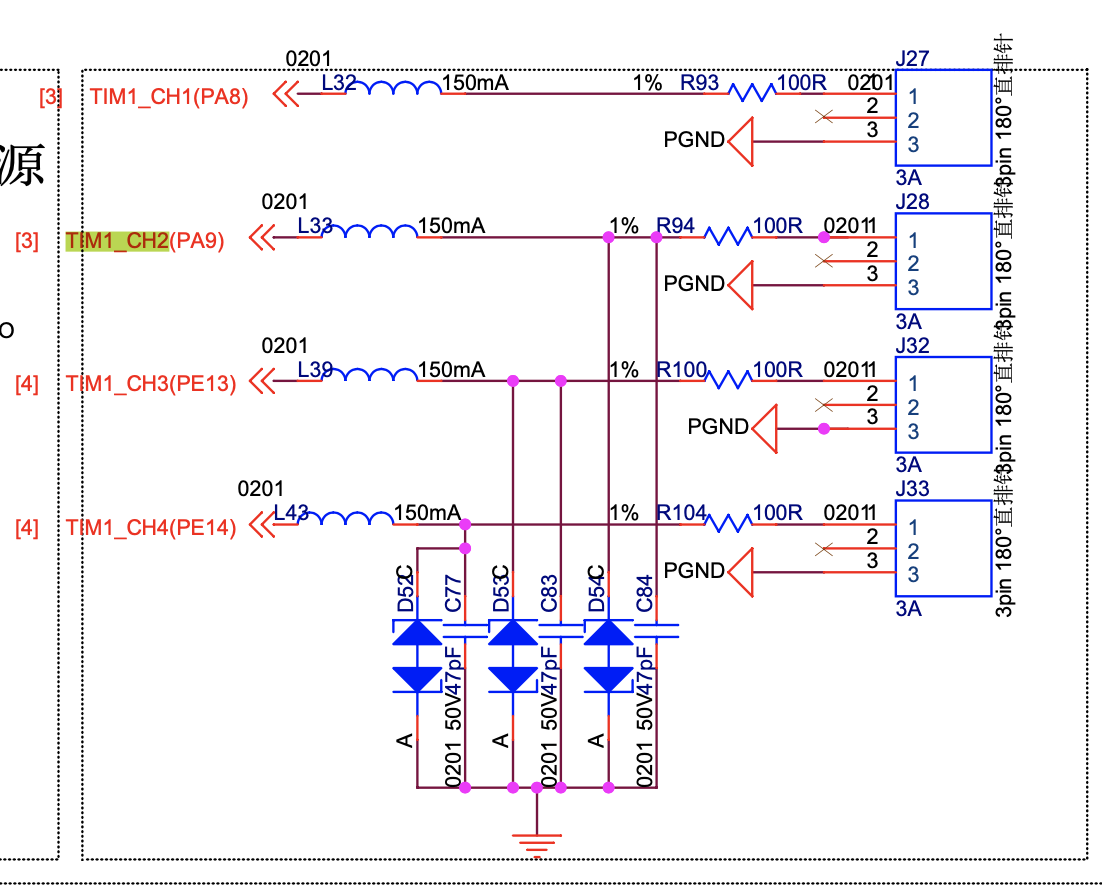 0201
J27
[3] TIM1_CH1(PA8) L32 150mA 1% R93 100R 0201 1
1
2
2
PGND
3
3
3A
3pin 180°直排针
源
0201
J28
[3] TIM1_CH2(PA9) L33 150mA 1% R94 100R 0201 1
1
2
2
PGND
3
3
3A
3pin 180°直排针
O
0201
J32
[4] TIM1_CH3(PE13) L39 150mA 1% R100 100R 0201 1
1
2
2
PGND
3
3
3A
3pin 180°直排针
0201
J33
[4] TIM1_CH4(PE14) L43 150mA 1% R104 100R 0201 1
1
2
2
PGND
3
3
3A
3pin 180°直排针
D52 C
A
C77
0201 50V47pF
D53 C
A
C83
0201 50V47pF
D54 C
A
C84
0201 50V47pF